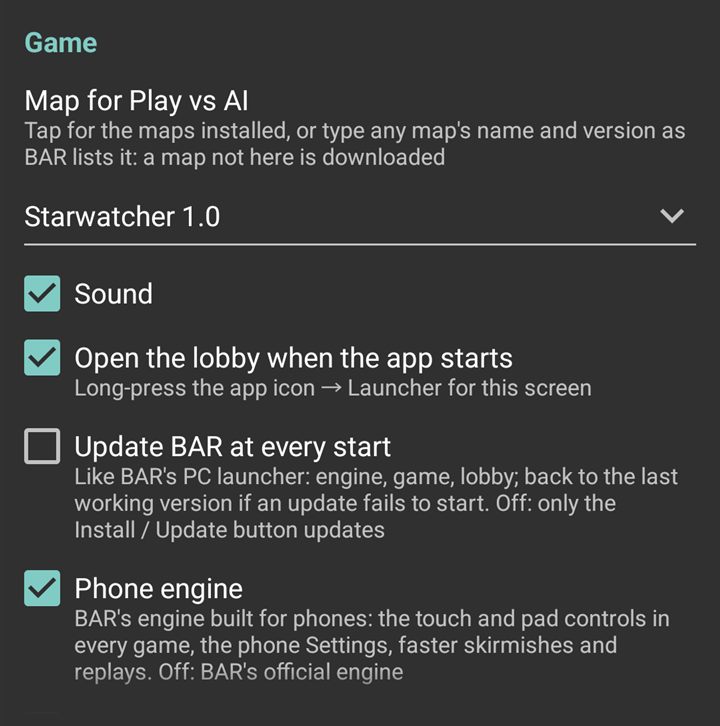 Game
Map for Play vs AI
Tap for the maps installed, or type any map's name and version as
BAR lists it: a map not here is downloaded
Starwatcher 1.0
Sound
Open the lobby when the app starts
Long-press the app icon → Launcher for this screen
Update BAR at every start
Like BAR's PC launcher: engine, game, lobby; back to the last
working version if an update fails to start. Off: only the
Install / Update button updates
Phone engine
BAR's engine built for phones: the touch and pad controls in
every game, the phone Settings, faster skirmishes and
replays. Off: BAR's official engine